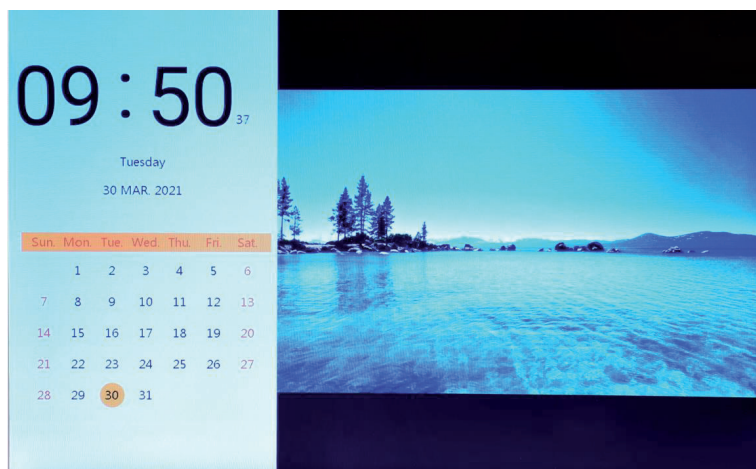 09:50 37
Tuesday
30 MAR. 2021
Sun. Mon. Tue. Wed. Thu. Fri. Sat.
1 2 3 4 5 6
7 8 9 10 11 12 13
14 15 16 17 18 19 20
21 22 23 24 25 26 27
28 29 30 31